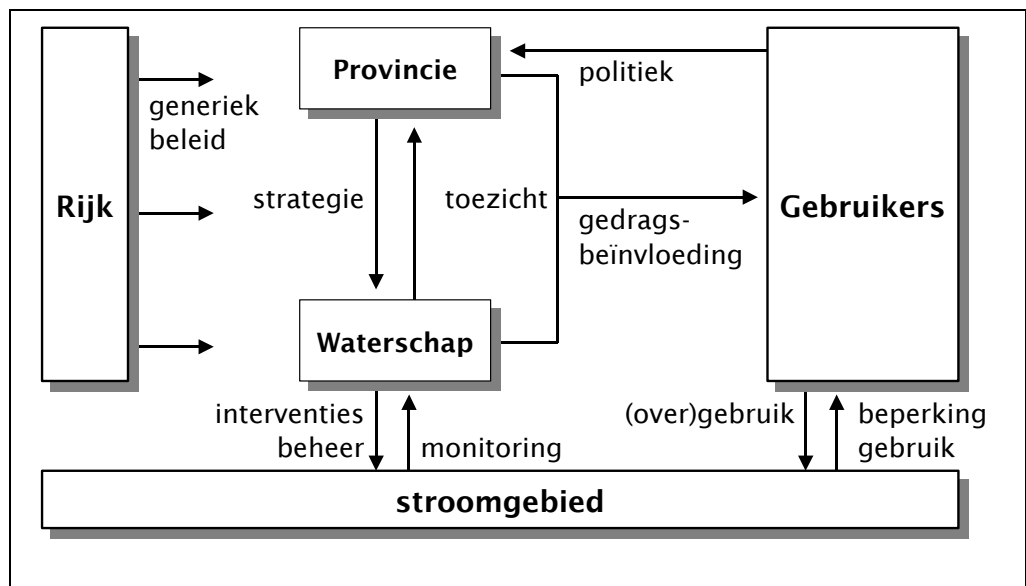 Provincie
politiek
generiek
beleid
Rijk
strategie
toezicht
Gebruikers
gedrags-
beïnvloeding
Waterschap
interventies
beheer
monitoring
(over)gebruik
beperking
gebruik
stroomgebied